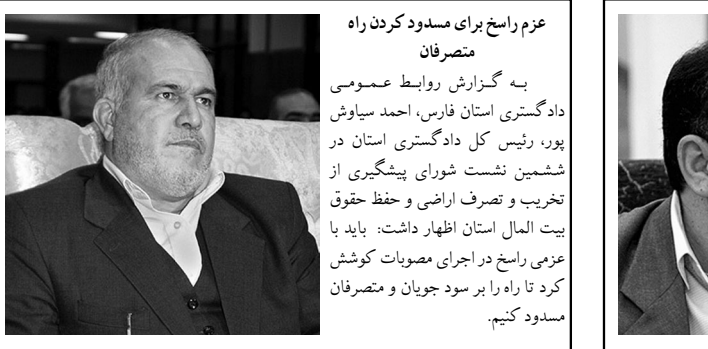 عزم راسخ برای مسدود کردن راه
متصرفان
به گزارش روابط عمومی
دادگستری استان فارس، احمد سیاوش
پور، رئیس کل دادگستری استان در
ششمین نشست شورای پیشگیری از
تخریب و تصرف اراضی و حفظ حقوق
بیت المال استان اظهار داشت: باید با
عزمی راسخ در اجرای مصوبات کوشش
کرد تا راه را بر سود جویان و متصرفان
مسدود کنیم.